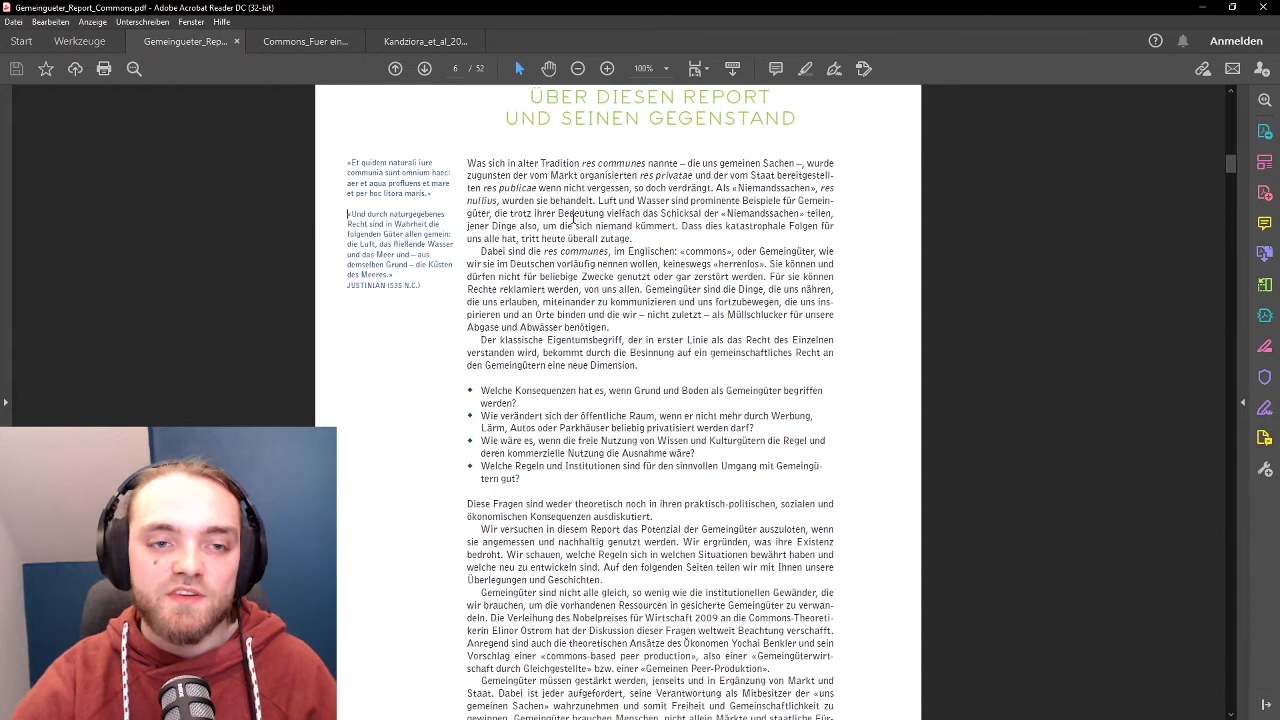 Gemeingueter_Report_Commons.pdf - Adobe Acrobat Reader DC (32-bit)
Datei Bearbeiten Anzeige Unterzeichnen Fenster Hilfe
Start Werkzeuge Gemeingueter_Rep... × Commons_Fuer ein... Kandziora_et_al_20... Anmelden
6 / 52 100%
ÜBER DIESEN REPORT
UND SEINEN GEGENSTAND
«Et quidem naturali iure
communia sunt omnium haec:
aer et aqua profluens et mare
et per hoc litora maris.»
«Und durch naturgegebenes
Recht sind in Wahrheit die
folgenden Güter allen gemein:
die Luft, das fließende Wasser
und das Meer und – aus
demselben Grund – die Küsten
des Meeres.»
JUSTINIAN (535 N.C.)
Was sich in alter Tradition res communes nannte – die uns gemeinen Sachen –, wurde
zugunsten der vom Markt organisierten res privatae und der vom Staat bereitgestell-
ten res publicae wenn nicht vergessen, so doch verdrängt. Als «Niemandssachen», res
nullius, wurden sie behandelt. Luft und Wasser sind prominente Beispiele für Gemein-
güter, die trotz ihrer Bedeutung vielfach das Schicksal der «Niemandssachen» teilen,
jener Dinge also, um die sich niemand kümmert. Dass dies katastrophale Folgen für
uns alle hat, tritt heute überall zutage.
Dabei sind die res communes, im Englischen: «commons», oder Gemeingüter, wie
wir sie im Deutschen vorläufig nennen wollen, keineswegs «herrenlos». Sie können und
dürfen nicht für beliebige Zwecke genutzt oder gar zerstört werden. Für sie können
Rechte reklamiert werden, von uns allen. Gemeingüter sind die Dinge, die uns nähren,
die uns erlauben, miteinander zu kommunizieren und uns fortzubewegen, die uns ins-
pirieren und an Orte binden und die wir – nicht zuletzt – als Müllschlucker für unsere
Abgase und Abwässer benötigen.
Der klassische Eigentumsbegriff, der in erster Linie als das Recht des Einzelnen
verstanden wird, bekommt durch die Besinnung auf ein gemeinschaftliches Recht an
den Gemeingütern eine neue Dimension.
Welche Konsequenzen hat es, wenn Grund und Boden als Gemeingüter begriffen
werden?
Wie verändert sich der öffentliche Raum, wenn er nicht mehr durch Werbung,
Lärm, Autos oder Parkhäuser beliebig privatisiert werden darf?
Wie wäre es, wenn die freie Nutzung von Wissen und Kulturgütern die Regel und
deren kommerzielle Nutzung die Ausnahme wäre?
Welche Regeln und Institutionen sind für den sinnvollen Umgang mit Gemeingü-
tern gut?
Diese Fragen sind weder theoretisch noch in ihren praktisch-politischen, sozialen und
ökonomischen Konsequenzen ausdiskutiert.
Wir versuchen in diesem Report das Potenzial der Gemeingüter auszuloten, wenn
sie angemessen und nachhaltig genutzt werden. Wir ergründen, was ihre Existenz
bedroht. Wir schauen, welche Regeln sich in welchen Situationen bewährt haben und
welche neu zu entwickeln sind. Auf den folgenden Seiten teilen wir mit Ihnen unsere
Überlegungen und Geschichten.
Gemeingüter sind nicht alle gleich, so wenig wie die institutionellen Gewänder, die
wir brauchen, um die vorhandenen Ressourcen in gesicherte Gemeingüter zu verwan-
deln. Die Verleihung des Nobelpreises für Wirtschaft 2009 an die Commons-Theoreti-
kerin Elinor Ostrom hat der Diskussion dieser Fragen weltweit Beachtung verschafft.
Anregend sind auch die theoretischen Ansätze des Ökonomen Yochai Benkler und sein
Vorschlag einer «commons-based peer production», also einer «Gemeingüterwirt-
schaft durch Gleichgestellte» bzw. einer «Gemeinen Peer-Produktion».
Gemeingüter müssen gestärkt werden, jenseits und in Ergänzung von Markt und
Staat. Dabei ist jeder aufgefordert, seine Verantwortung als Mitbesitzer der «uns
gemeinen Sachen» wahrzunehmen und somit Freiheit und Gemeinschaftlichkeit zu
gewinnen. Gemeingüter brauchen Menschen, nicht allein Märkte und staatliche Für-